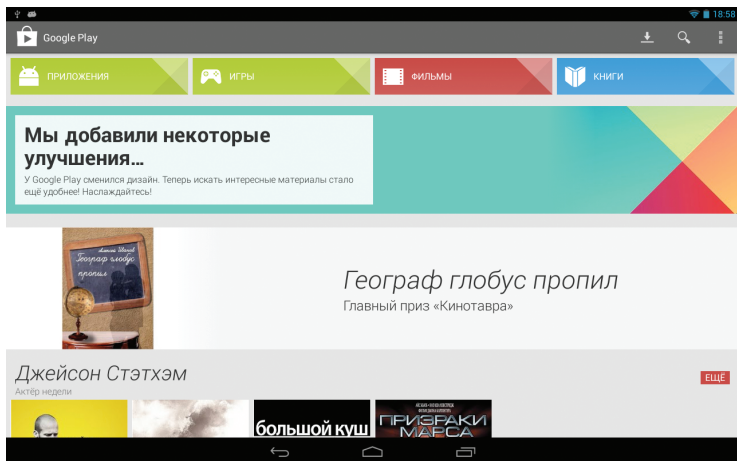 18:58
Google Play
ПРИЛОЖЕНИЯ
ИГРЫ
ФИЛЬМЫ
КНИГИ
Мы добавили некоторые
улучшения...
У Google Play сменился дизайн. Теперь искать интересные материалы стало
ещё удобнее! Наслаждайтесь!
Алексей Иванов
Географ глобус
пропил
Географ глобус пропил
Главный приз «Кинотавра»
Джейсон Стэтхэм
ЕЩЁ
Актёр недели
большой куш
ПРИЗРАКИ
МАРСА